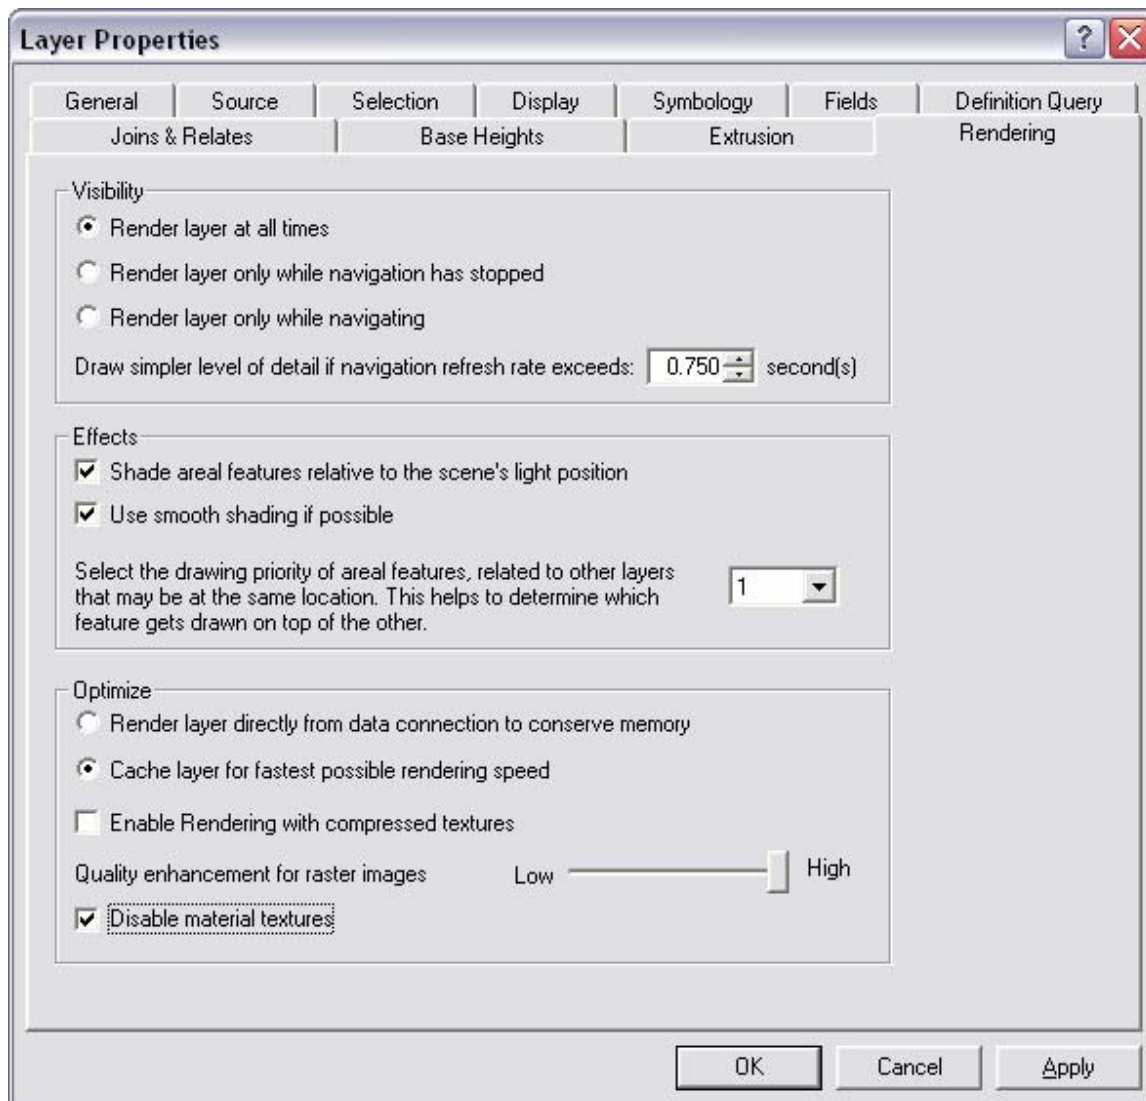 Layer Properties
General Source Selection Display Symbology Fields Definition Query
Joins & Relates Base Heights Extrusion Rendering
Visibility
Render layer at all times
Render layer only while navigation has stopped
Render layer only while navigating
Draw simpler level of detail if navigation refresh rate exceeds: 0.750 second(s)
Effects
Shade areal features relative to the scene's light position
Use smooth shading if possible
Select the drawing priority of areal features, related to other layers
that may be at the same location. This helps to determine which
feature gets drawn on top of the other.
1
Optimize
Render layer directly from data connection to conserve memory
Cache layer for fastest possible rendering speed
Enable Rendering with compressed textures
Quality enhancement for raster images Low High
Disable material textures
OK Cancel Apply